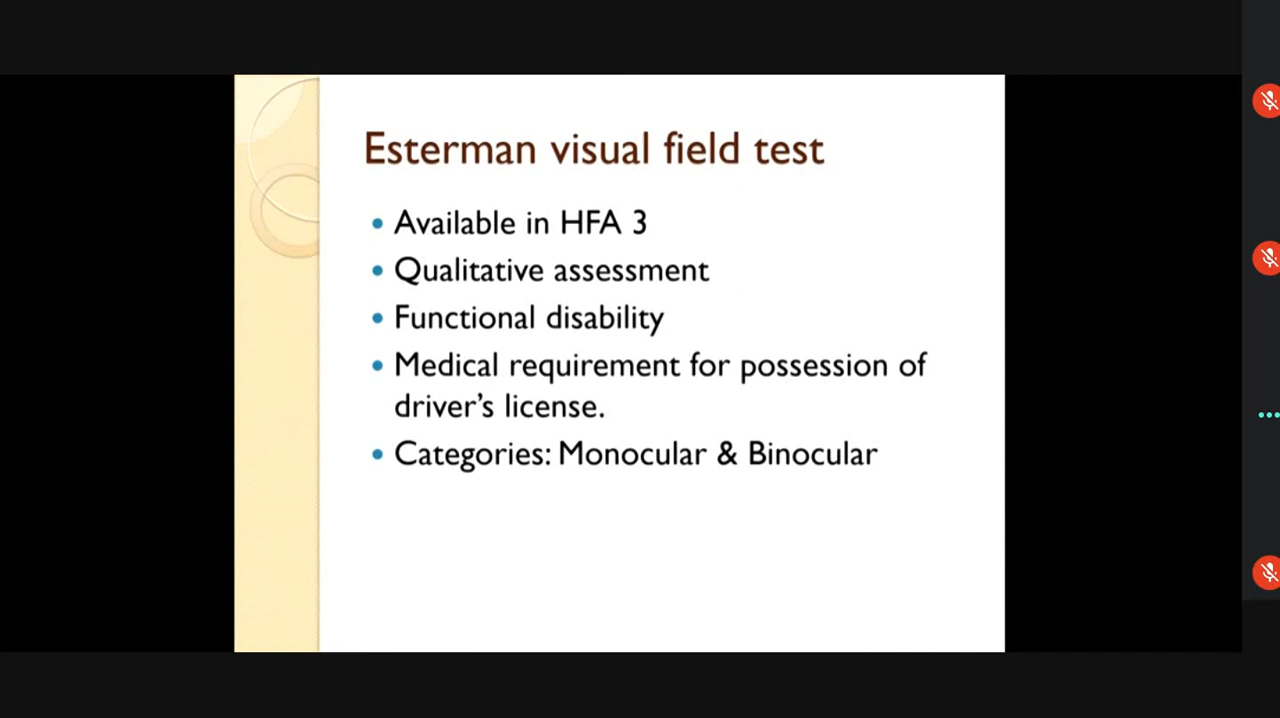 Esterman visual field test
• Available in HFA 3
• Qualitative assessment
• Functional disability
• Medical requirement for possession of
driver's license.
• Categories: Monocular & Binocular